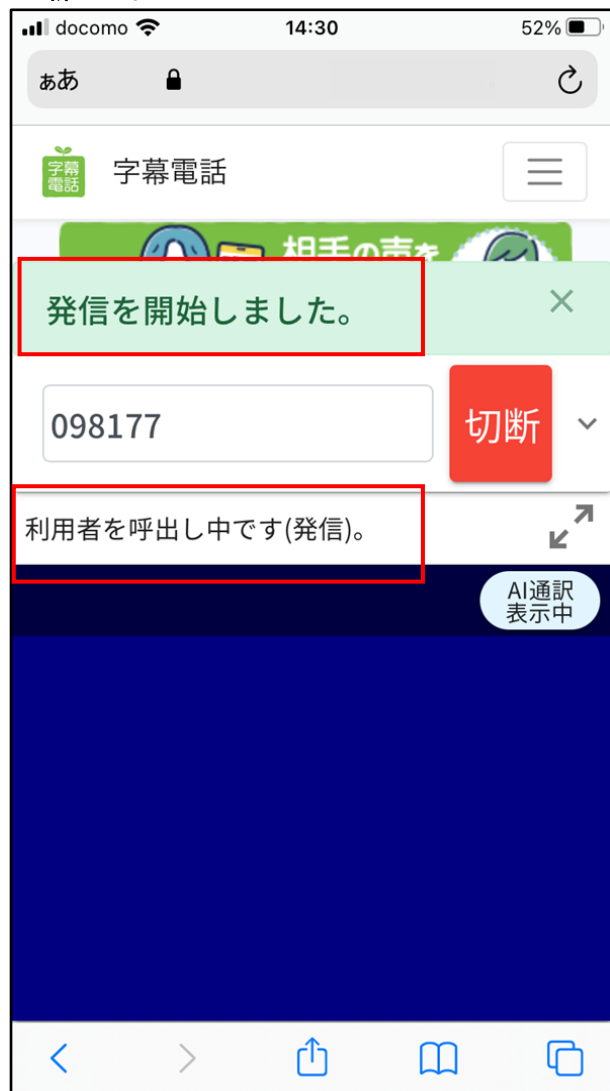 docomo 14:30 52%
ぁあ
字幕電話 字幕電話
相手の声を
発信を開始しました。 ×
098177 切断
利用者を呼出し中です(発信)。
AI通訳
表示中